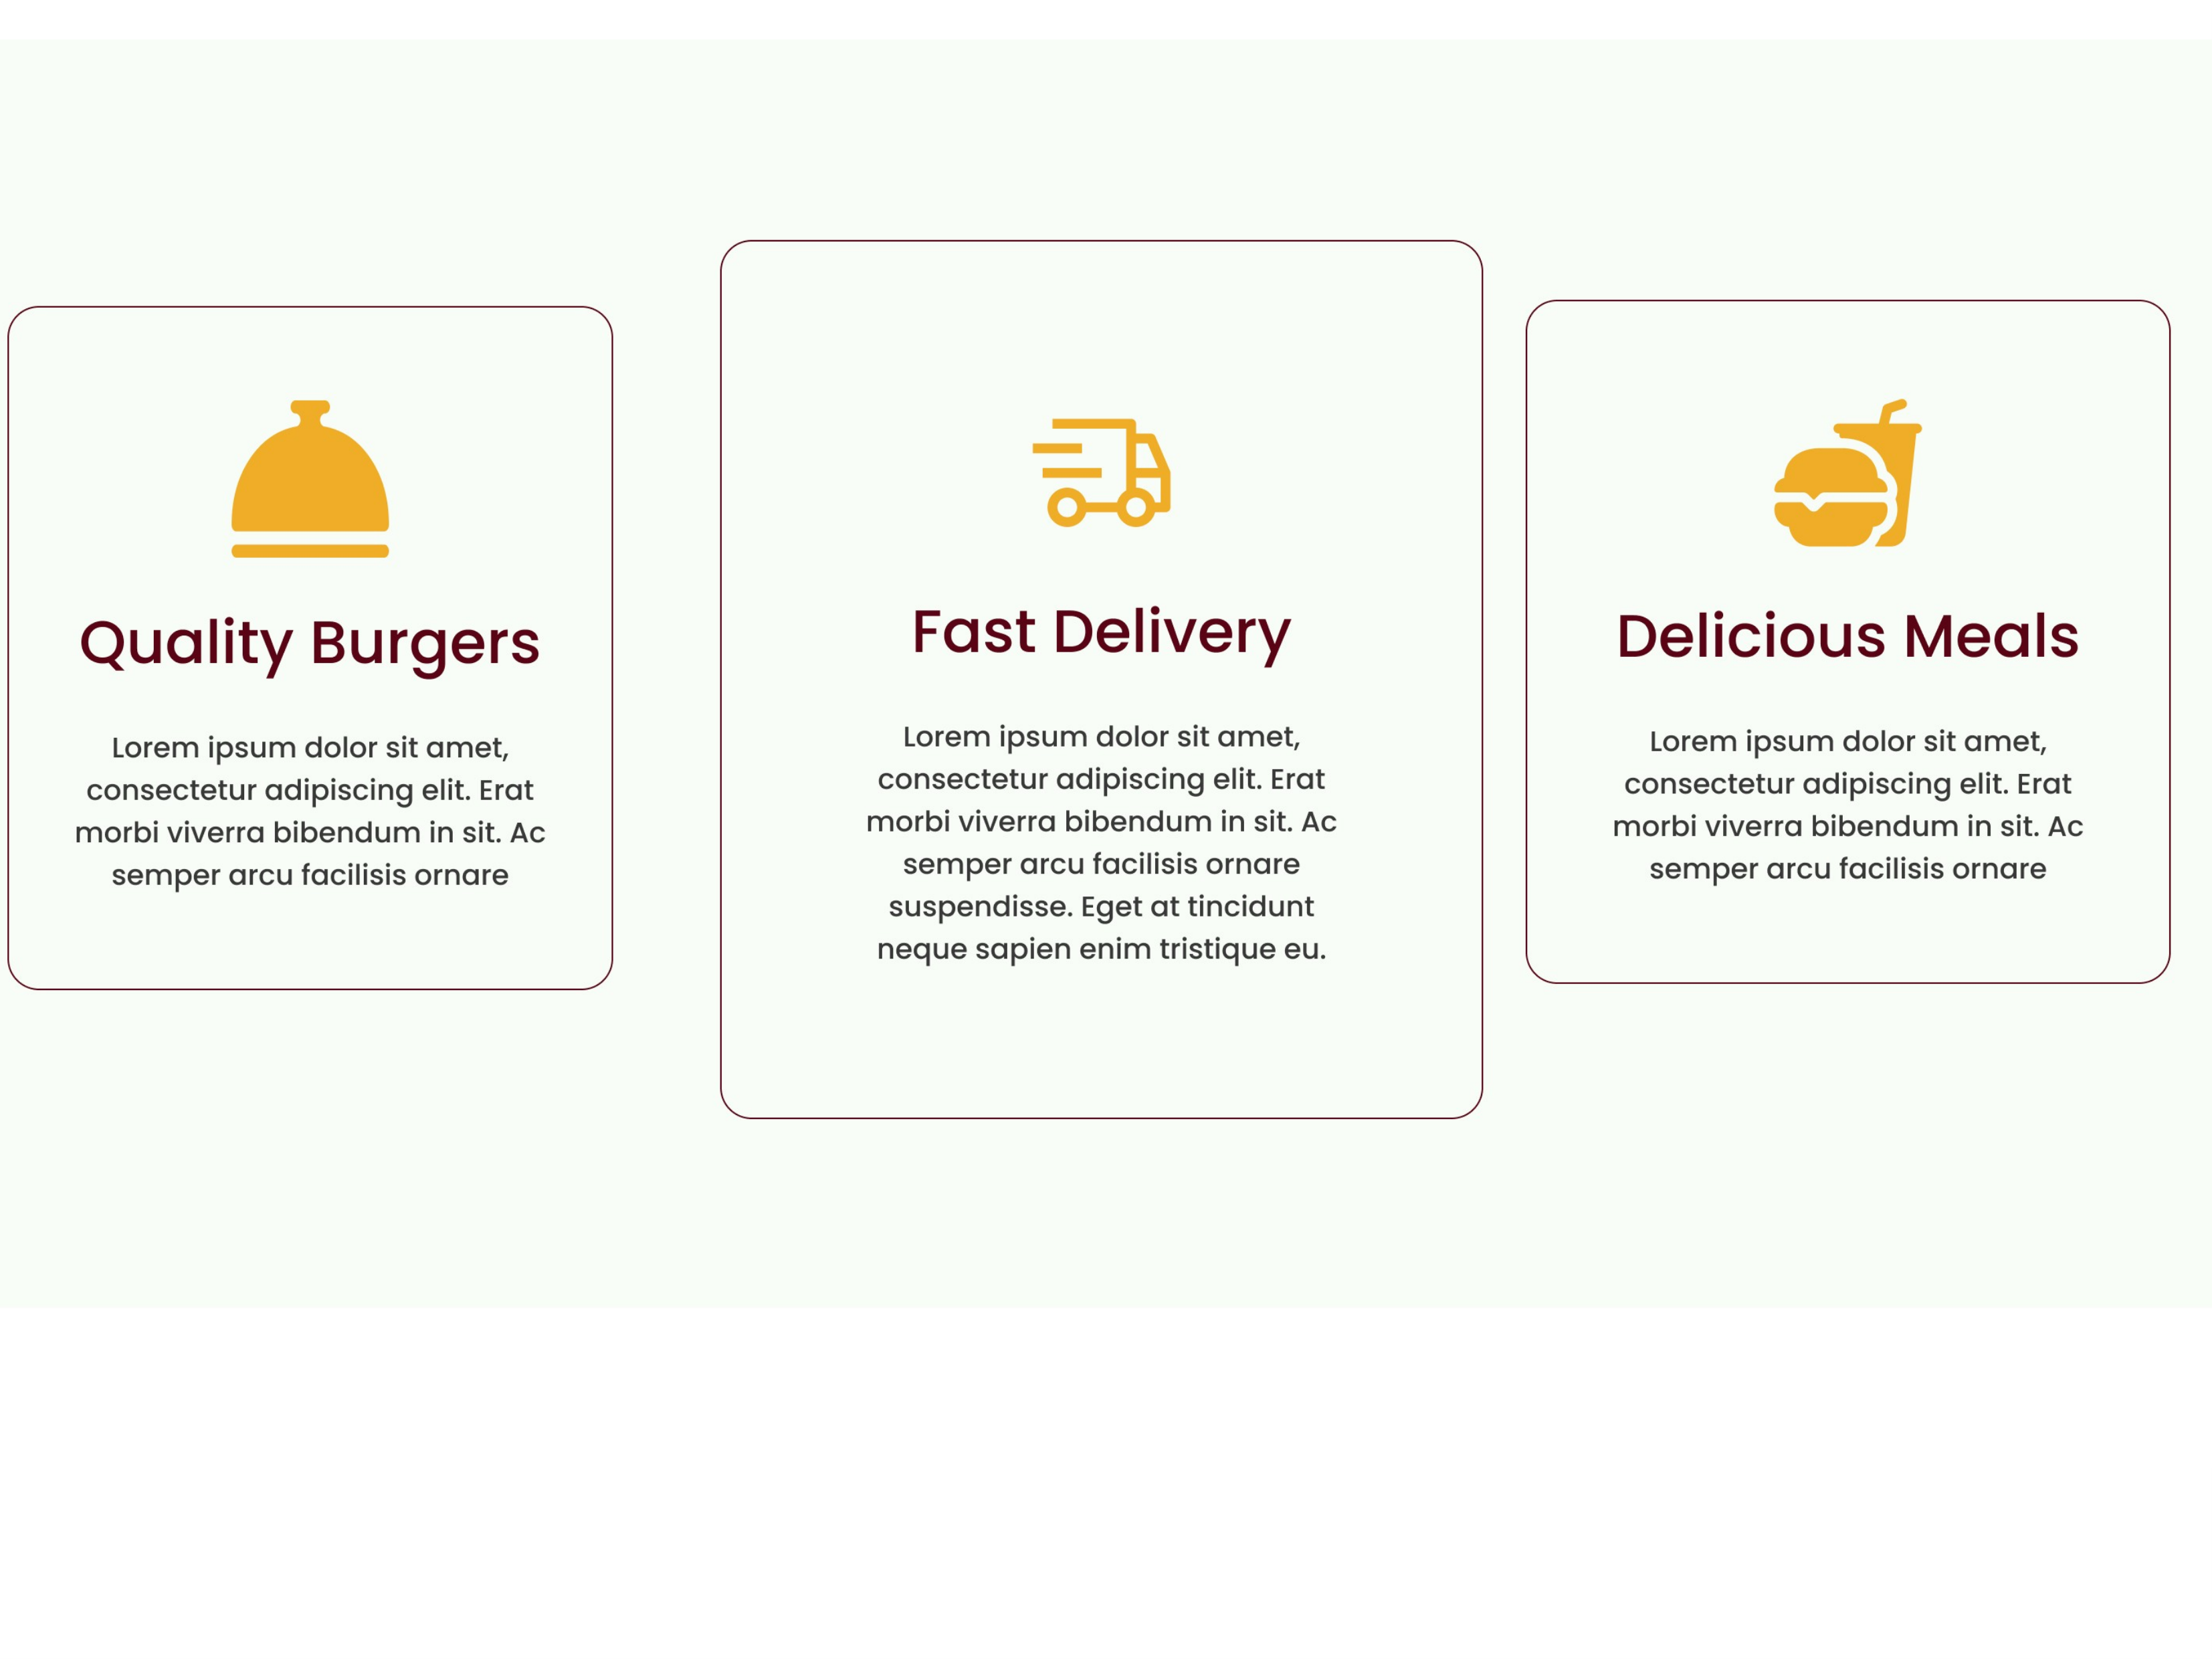 Quality Burgers
Lorem ipsum dolor sit amet,
consectetur adipiscing elit. Erat
morbi viverra bibendum in sit. Ac
semper arcu facilisis ornare
Fast Delivery
Lorem ipsum dolor sit amet,
consectetur adipiscing elit. Erat
morbi viverra bibendum in sit. Ac
semper arcu facilisis ornare
suspendisse. Eget at tincidunt
neque sapien enim tristique eu.
Delicious Meals
Lorem ipsum dolor sit amet,
consectetur adipiscing elit. Erat
morbi viverra bibendum in sit. Ac
semper arcu facilisis ornare